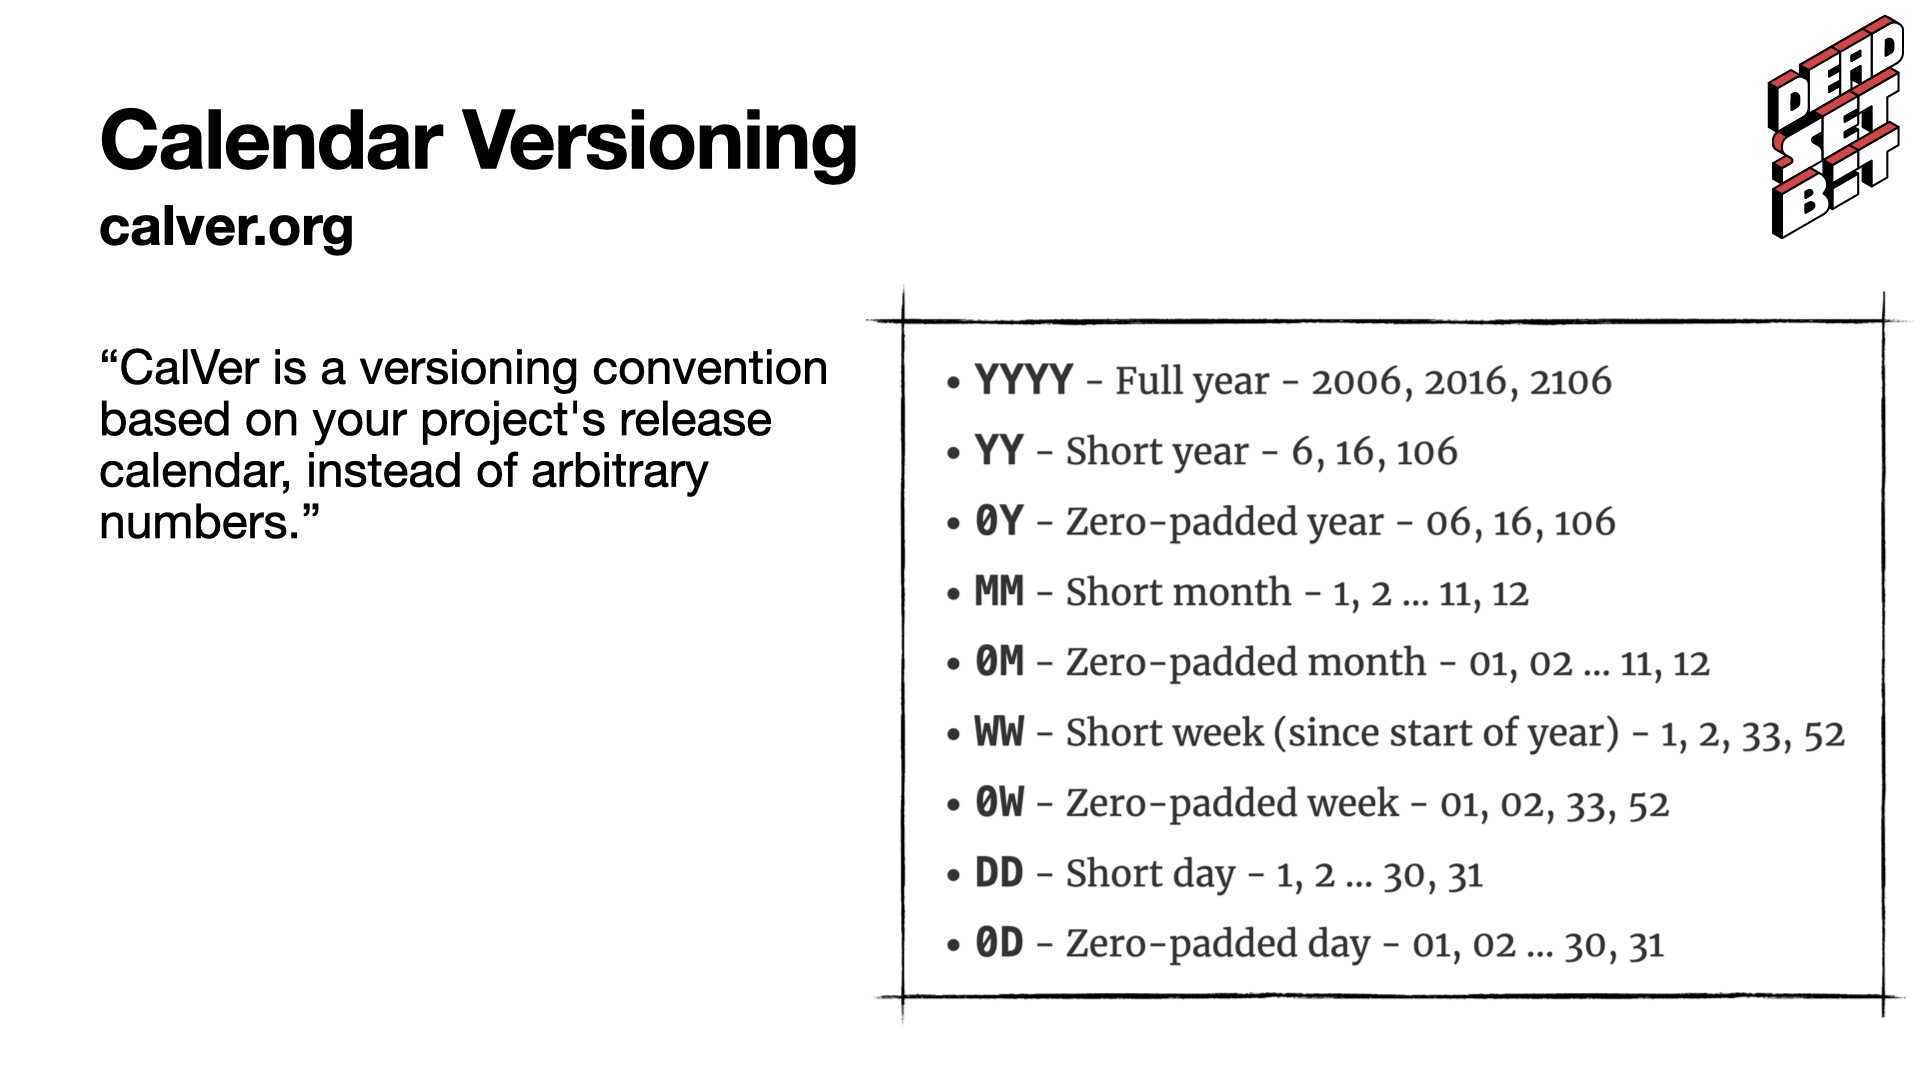 Calendar Versioning
calver.org
“CalVer is a versioning convention
based on your project's release
calendar, instead of arbitrary
numbers.”
• YYYY - Full year - 2006, 2016, 2106
• YY - Short year - 6, 16, 106
• 0Y - Zero-padded year - 06, 16, 106
• MM - Short month - 1, 2 ... 11, 12
• 0M - Zero-padded month - 01, 02 ... 11, 12
• WW - Short week (since start of year) - 1, 2, 33, 52
• 0W - Zero-padded week - 01, 02, 33, 52
• DD - Short day - 1, 2 ... 30, 31
• 0D - Zero-padded day - 01, 02 ... 30, 31
DEAD
SET
BIT